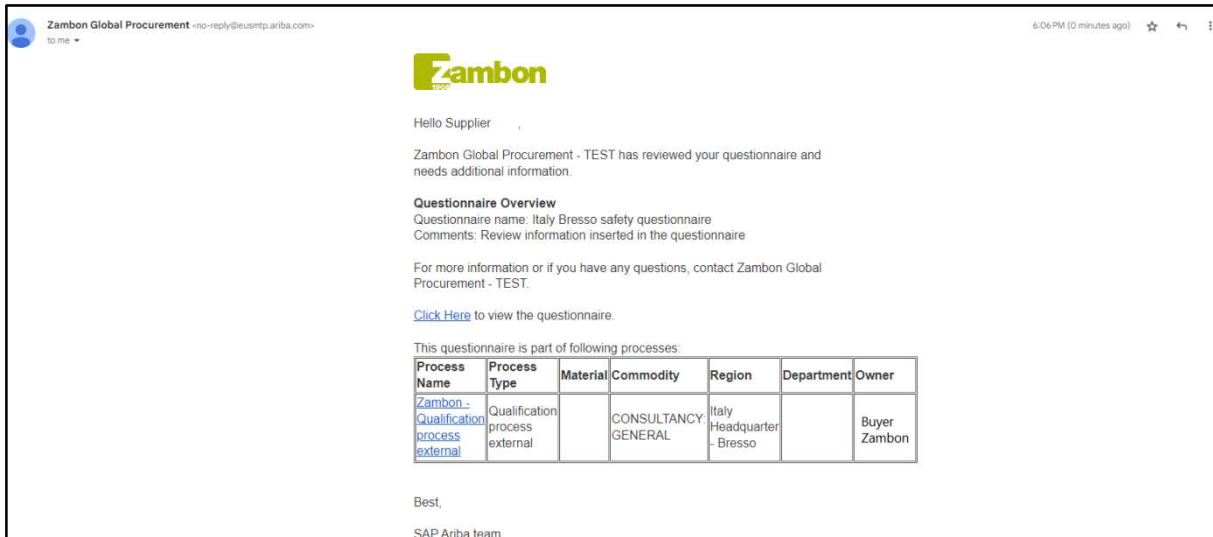 Zambon Global Procurement <no-reply@eusmtp.ariba.com>
6:06 PM (0 minutes ago)
to me
Zambon
1906
Hello Supplier ,
Zambon Global Procurement - TEST has reviewed your questionnaire and
needs additional information.
Questionnaire Overview
Questionnaire name: Italy Bresso safety questionnaire
Comments: Review information inserted in the questionnaire
For more information or if you have any questions, contact Zambon Global
Procurement - TEST.
Click Here to view the questionnaire.
This questionnaire is part of following processes:
Process Name Process Type Material Commodity Region Department Owner
Zambon - Qualification process external Qualification process external CONSULTANCY: GENERAL Italy Headquarter - Bresso Buyer Zambon
Best,
SAP Ariba team